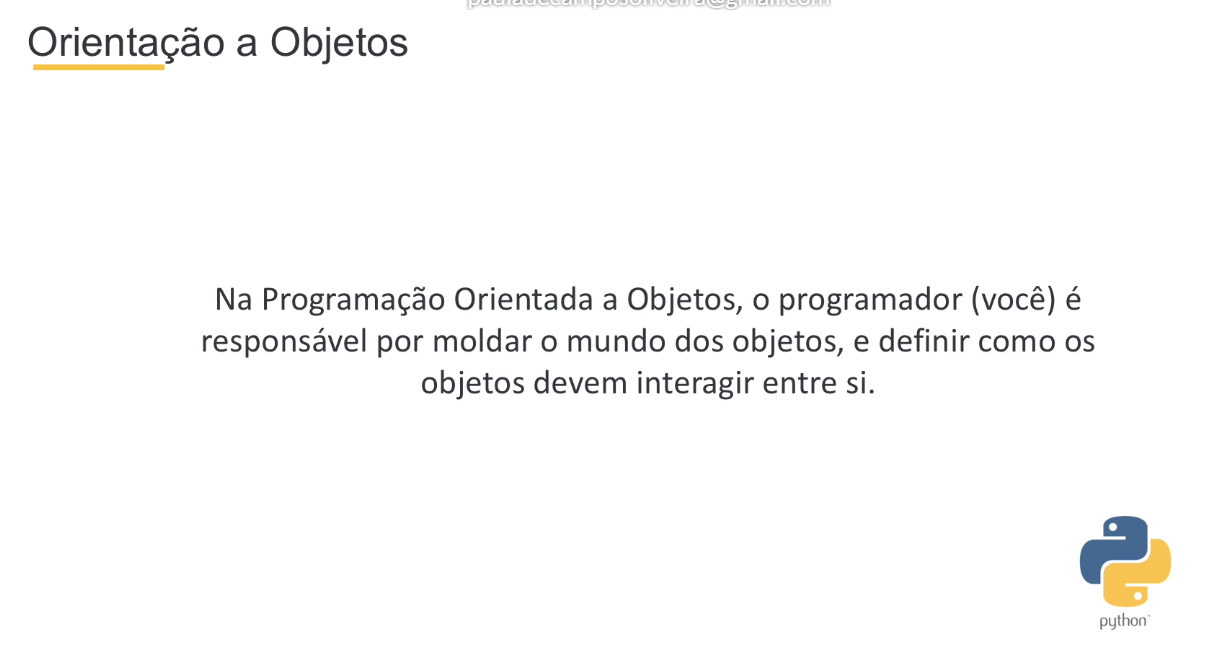 Orientação a Objetos
Na Programação Orientada a Objetos, o programador (você) é
responsável por moldar o mundo dos objetos, e definir como os
objetos devem interagir entre si.
python